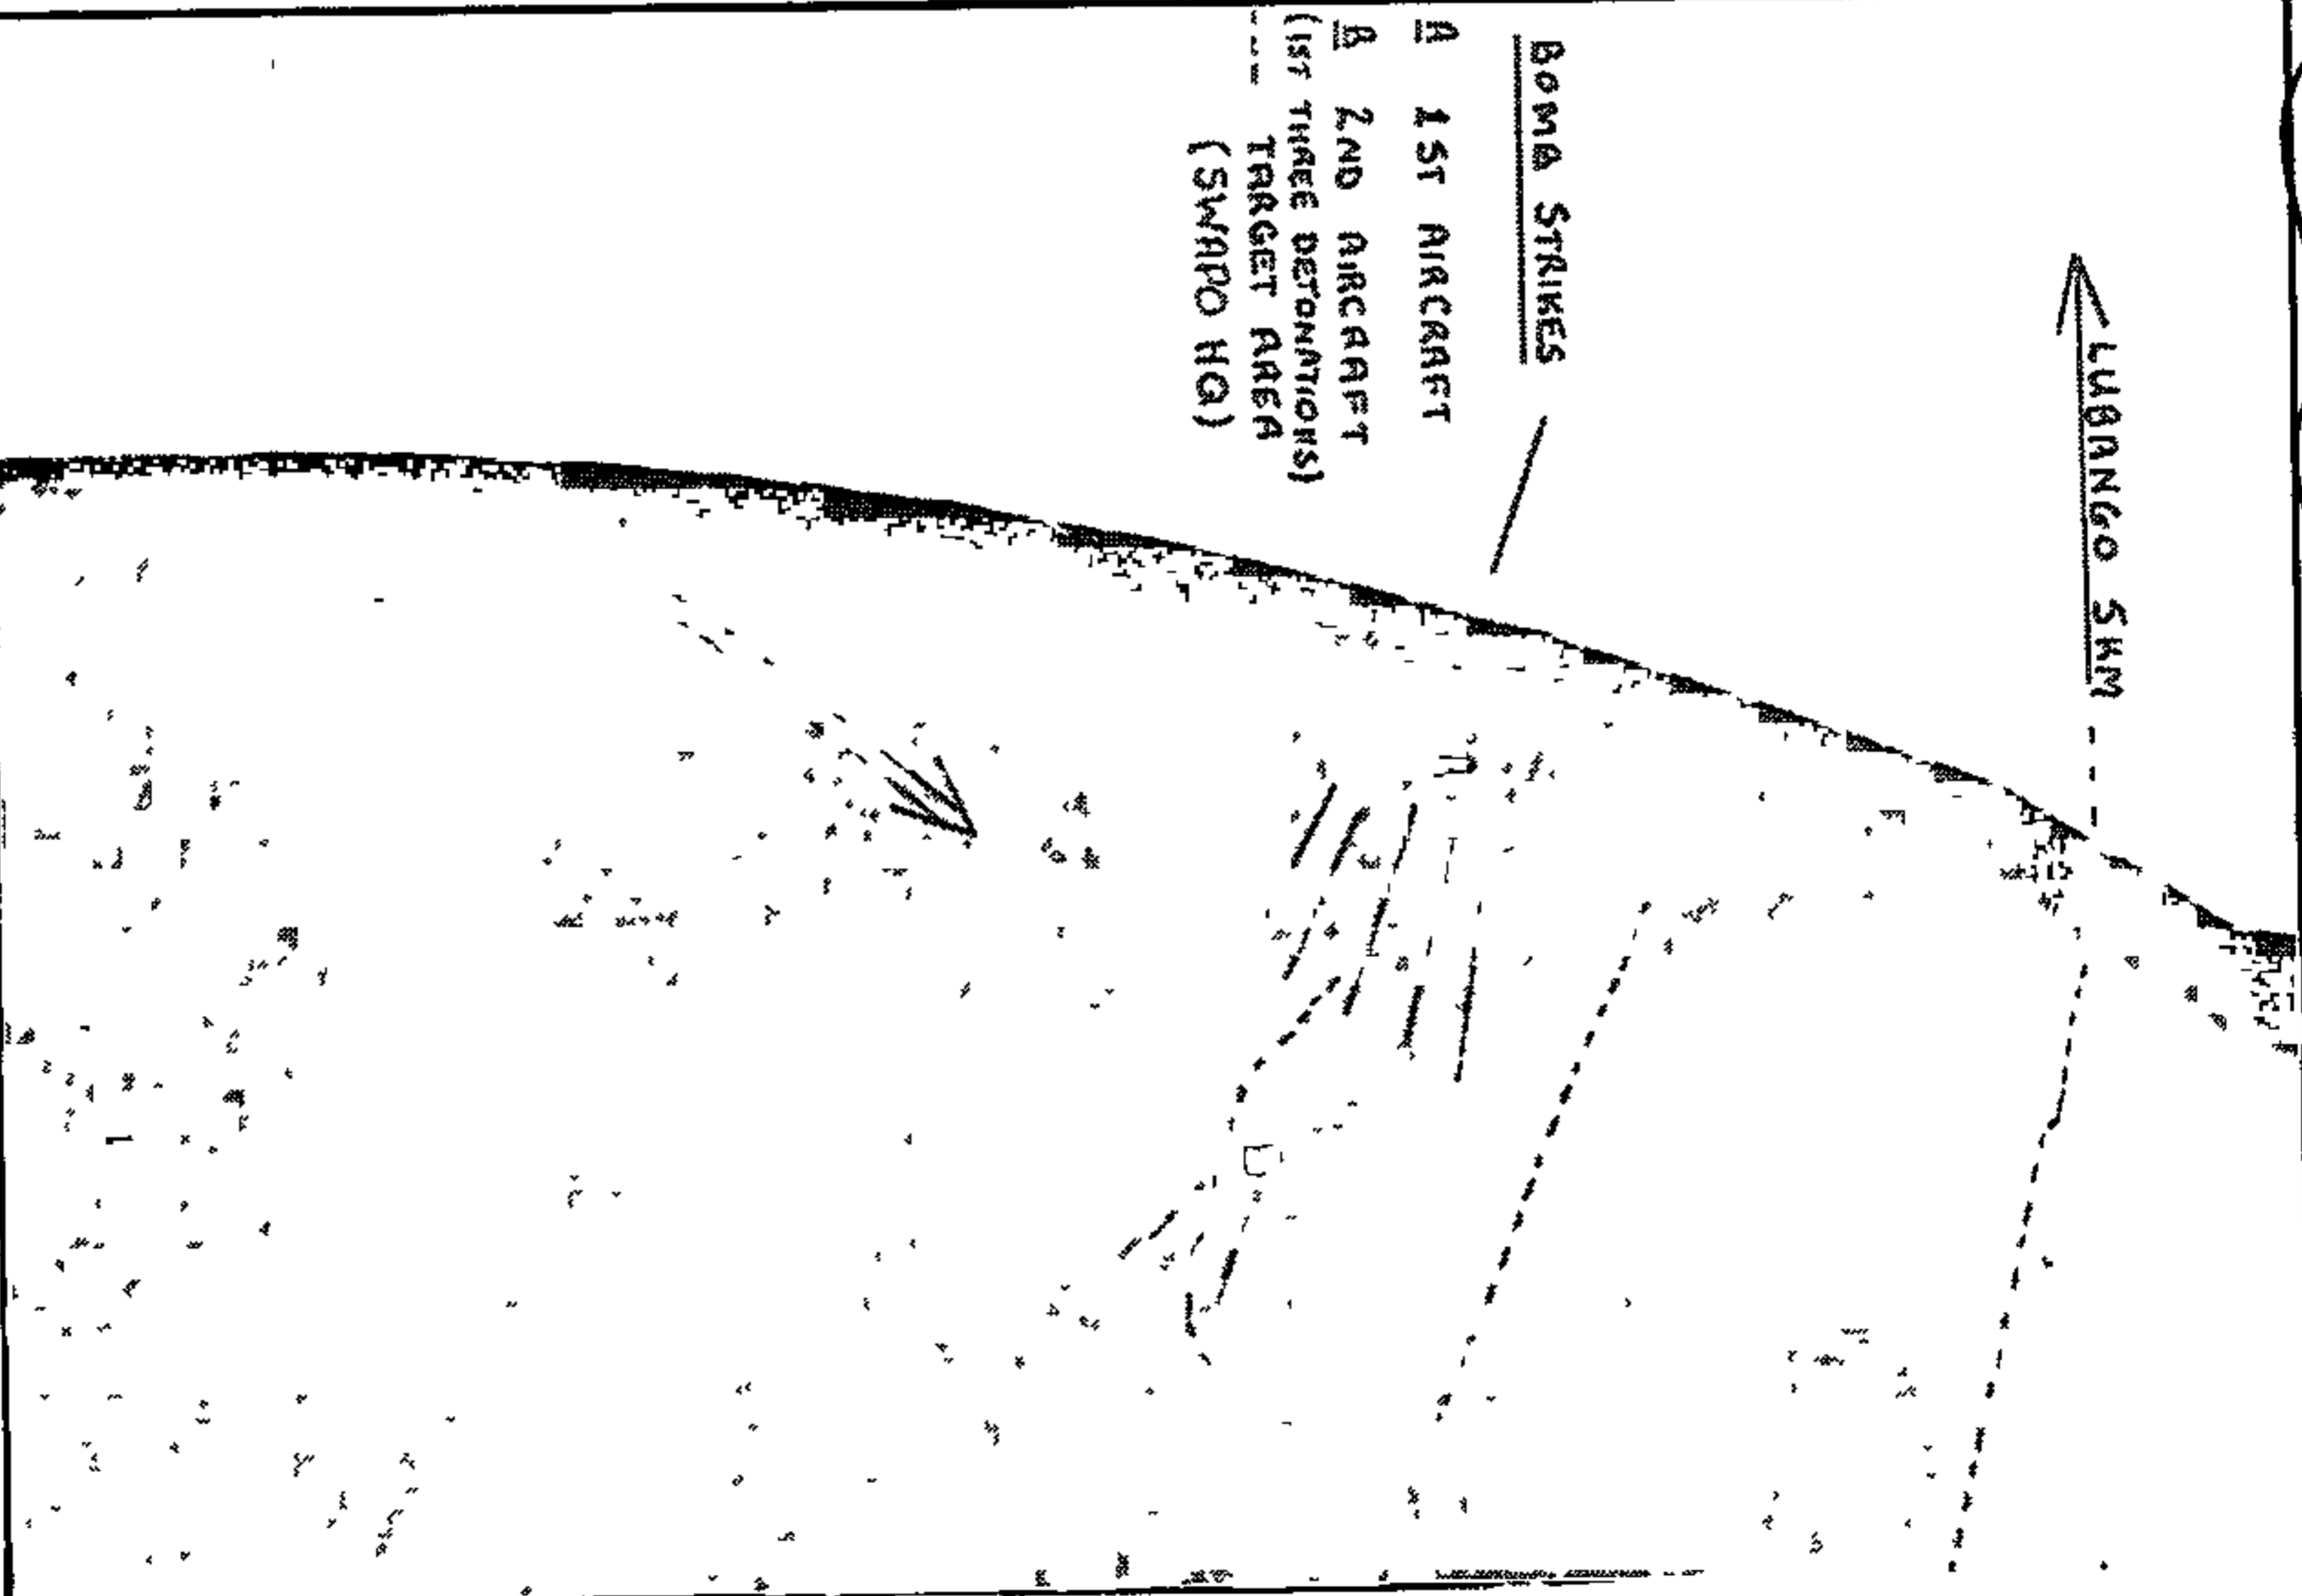 LUBANGO 5KM
BOMB STRIKES
A 1ST AIRCRAFT
B 2ND AIRCRAFT
(1ST THREE DETONATIONS)
--- TARGET AREA
(SWAPO HQ)